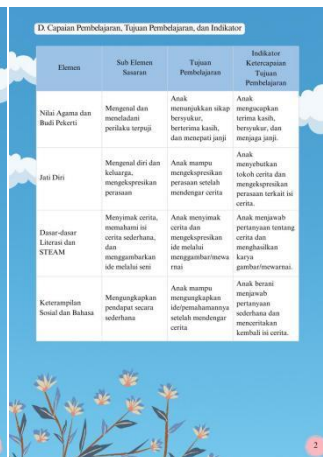 D. Capaian Pembelajaran, Tujuan Pembelajaran, dan Indikator
Elemen
Sub Elemen
Sasaran
Tujuan
Pembelajaran
Indikator
Ketercapaian
Tujuan
Pembelajaran
Nilai Agama dan
Budi Pekerti
Mengenal dan
meneladani
perilaku terpuji
Anak
menunjukkan sikap
bersyukur,
berterima kasih,
dan menepati janji
Anak
mengucapkan
terima kasih,
bersyukur, dan
menjaga janji.
Jati Diri
Mengenal diri dan
keluarga,
mengekspresikan
perasaan
Anak mampu
mengekspresikan
perasaan setelah
mendengar cerita
Anak
menyebutkan
tokoh cerita dan
mengekspresikan
perasaan terkait isi
cerita.
Dasar-dasar
Literasi dan
STEAM
Menyimak cerita,
memahami isi
cerita sederhana,
dan
menggambarkan
ide melalui seni
Anak menyimak
cerita dan
mengekspresikan
ide melalui
menggambar/mewa
rnai
Anak menjawab
pertanyaan tentang
cerita dan
menghasilkan
karya
gambar/mewarnai.
Keterampilan
Sosial dan Bahasa
Mengungkapkan
pendapat secara
sederhana
Anak mampu
mengungkapkan
ide/pemahamannya
setelah mendengar
cerita
Anak berani
menjawab
pertanyaan
sederhana dan
menceritakan
kembali isi cerita.
2